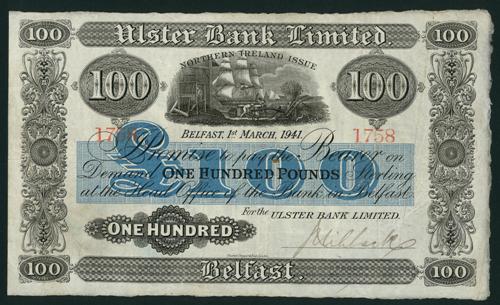 100 Ulster Bank Limited. 100
NORTHERN IRELAND ISSUE
100 100
BELFAST, 1ST MARCH, 1941.
1758 1758
I Promise to pay the Bearer on
Demand ONE HUNDRED POUNDS Sterling
at the Head Office of the Bank in Belfast.
£100
For the ULSTER BANK LIMITED.
ONE HUNDRED
100 Belfast. 100